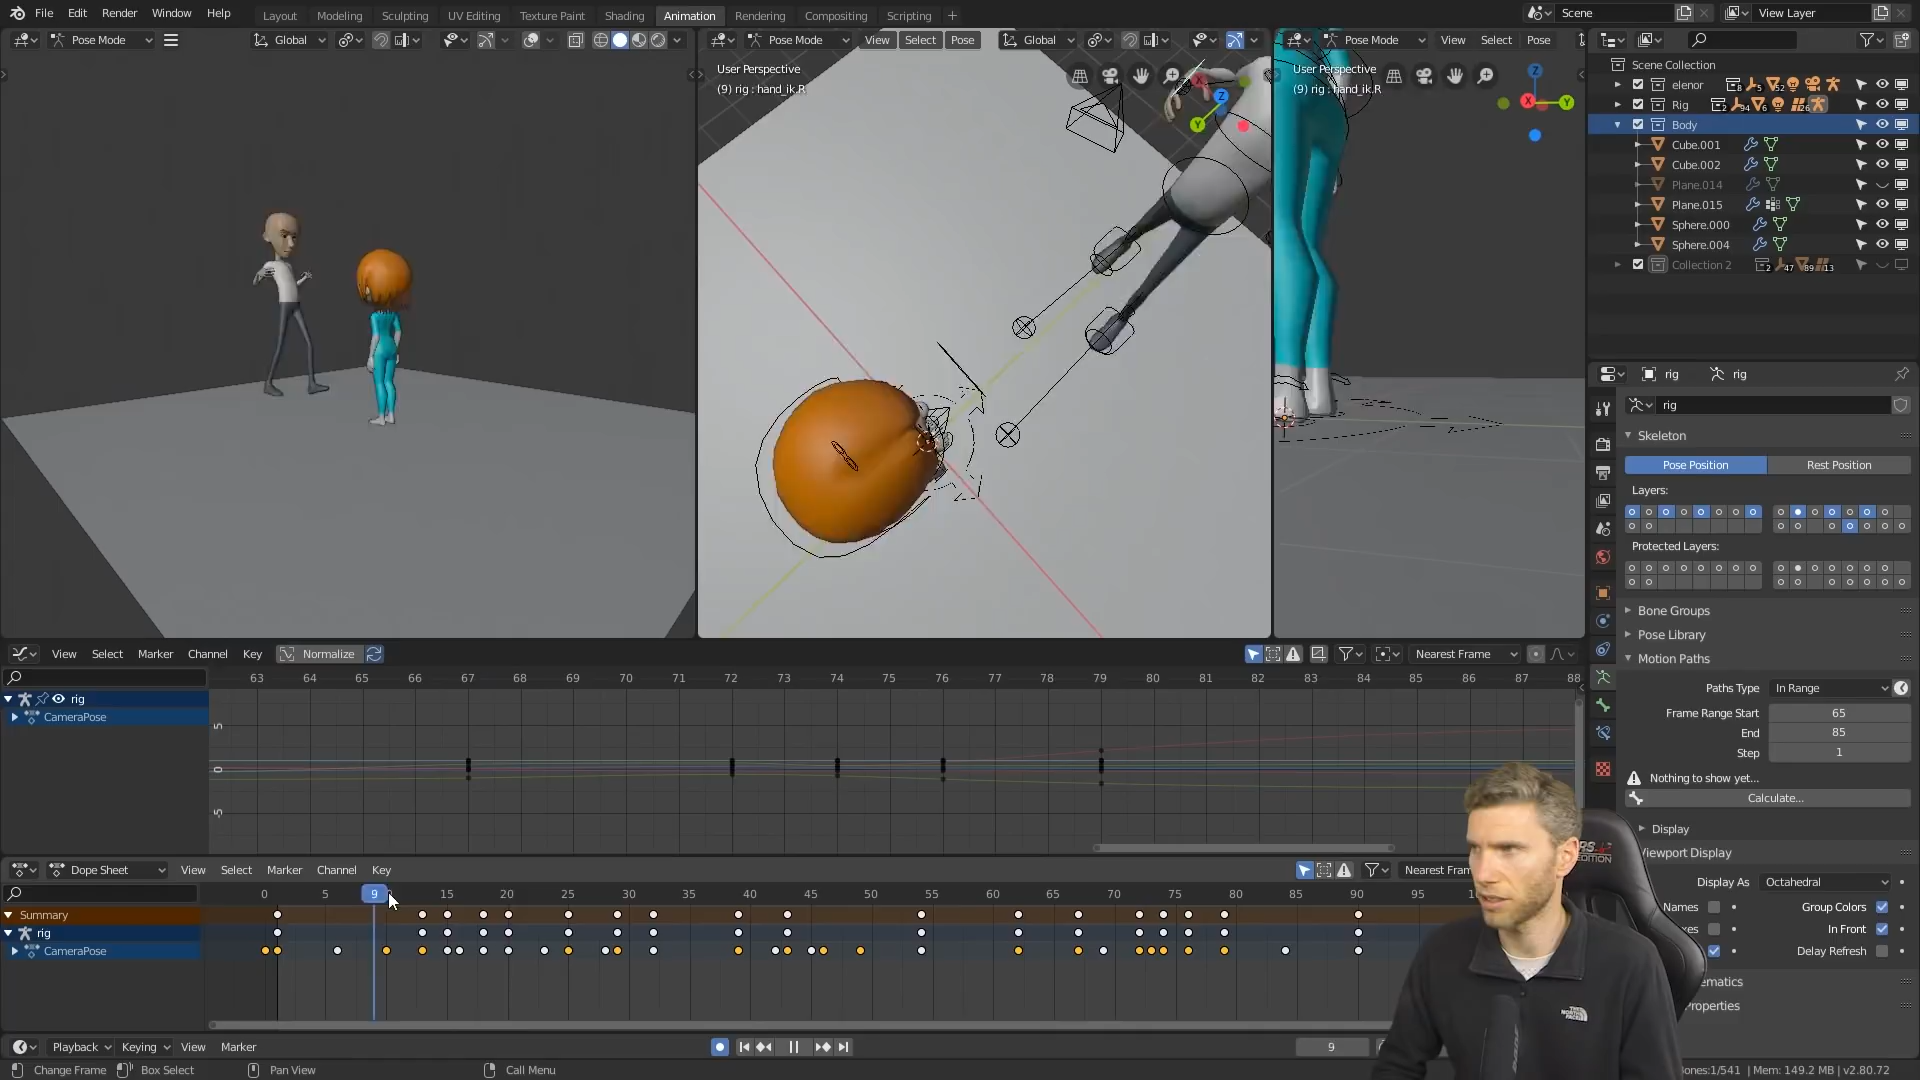 File Edit Render Window Help Layout Modeling Sculpting UV Editing Texture Paint Shading Animation Rendering Compositing Scripting + Scene View Layer
Pose Mode Global
Pose Mode View Select Pose Global
Pose Mode View Select Pose
User Perspective
(9) rig : hand_ik.R
User Perspective
(9) rig : hand_ik.R
X
Z
Y
Z
X
Y
Scene Collection
elenor
Rig
Body
Cube.001
Cube.002
Plane.014
Plane.015
Sphere.000
Sphere.004
Collection 2
rig rig
rig
Skeleton
Pose Position Rest Position
Layers:
Protected Layers:
Bone Groups
Pose Library
Motion Paths
Paths Type In Range
Frame Range Start 65
End 85
Step 1
Nothing to show yet...
Calculate...
Display
Viewport Display
Display As Octahedral
Names Group Colors
In Front
Delay Refresh
View Select Marker Channel Key Normalize Nearest Frame
63 64 65 66 67 68 69 70 71 72 73 74 75 76 77 78 79 80 81 82 83 84 85 86 87 88
rig
CameraPose
5
0
-5
Dope Sheet View Select Marker Channel Key
0 5 9 15 20 25 30 35 40 45 50 55 60 65 70 75 80 85 90 95
Summary
rig
CameraPose
THE NORTH FACE
Playback Keying View Marker 9
Change Frame Box Select Pan View Call Menu
Bones:1/541 | Mem: 149.2 MB | v2.80.72